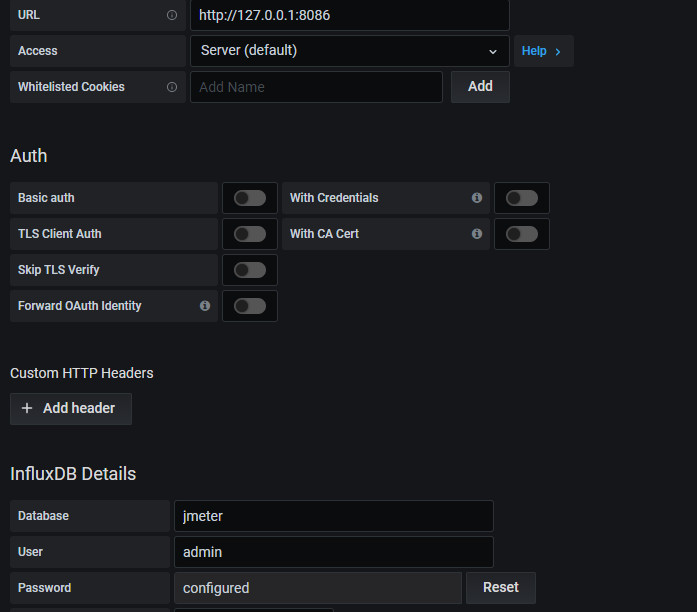 URL http://127.0.0.1:8086
Access Server (default) Help >
Whitelisted Cookies Add Name Add
Auth
Basic auth With Credentials
TLS Client Auth With CA Cert
Skip TLS Verify
Forward OAuth Identity
Custom HTTP Headers
+ Add header
InfluxDB Details
Database jmeter
User admin
Password configured Reset